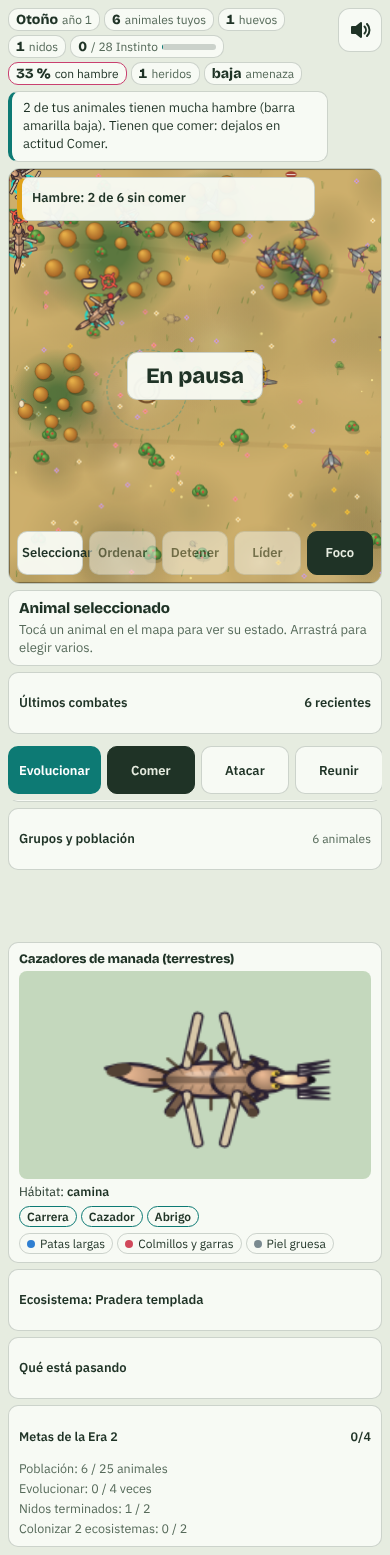 Otoño año 1
6 animales tuyos
1 huevos
1 nidos
0 / 28 Instinto
33 % con hambre
1 heridos
baja amenaza
2 de tus animales tienen mucha hambre (barra
amarilla baja). Tienen que comer: dejalos en
actitud Comer.
Hambre: 2 de 6 sin comer
En pausa
Seleccionar
Ordenar
Detener
Líder
Foco
Animal seleccionado
Tocá un animal en el mapa para ver su estado. Arrastrá para
elegir varios.
Últimos combates
6 recientes
Evolucionar
Comer
Atacar
Reunir
Grupos y población
6 animales
Cazadores de manada (terrestres)
Hábitat: camina
Carrera
Cazador
Abrigo
Patas largas
Colmillos y garras
Piel gruesa
Ecosistema: Pradera templada
Qué está pasando
Metas de la Era 2
0/4
Población: 6 / 25 animales
Evolucionar: 0 / 4 veces
Nidos terminados: 1 / 2
Colonizar 2 ecosistemas: 0 / 2